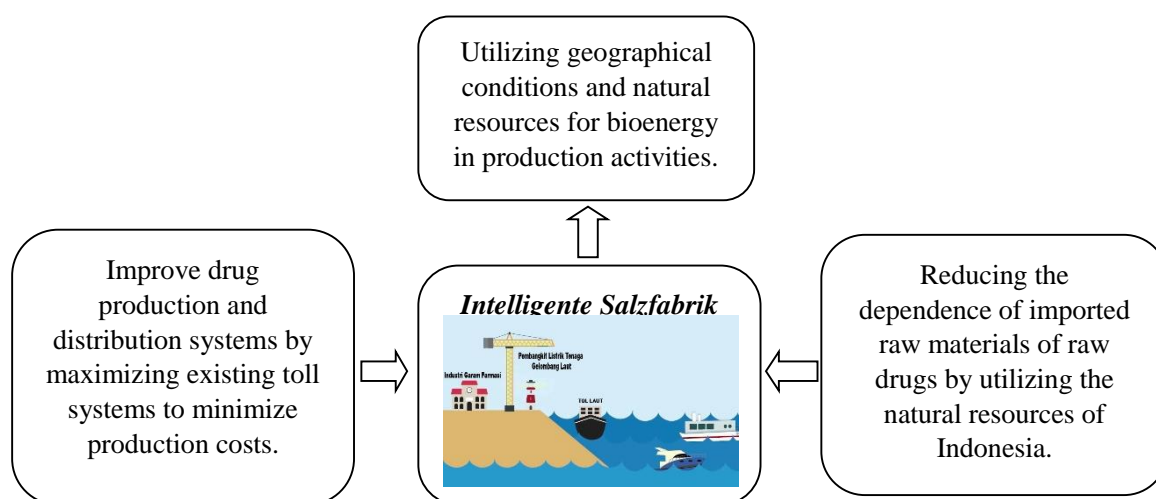 Utilizing geographical
conditions and natural
resources for bioenergy
in production activities.
Improve drug
production and
distribution systems by
maximizing existing toll
systems to minimize
production costs.
Intelligente Salzfabrik
Pembangkit Listrik Tenaga
Gelombang Laut
Industri Garam Farmasi
TOL LAUT
Reducing the
dependence of imported
raw materials of raw
drugs by utilizing the
natural resources of
Indonesia.